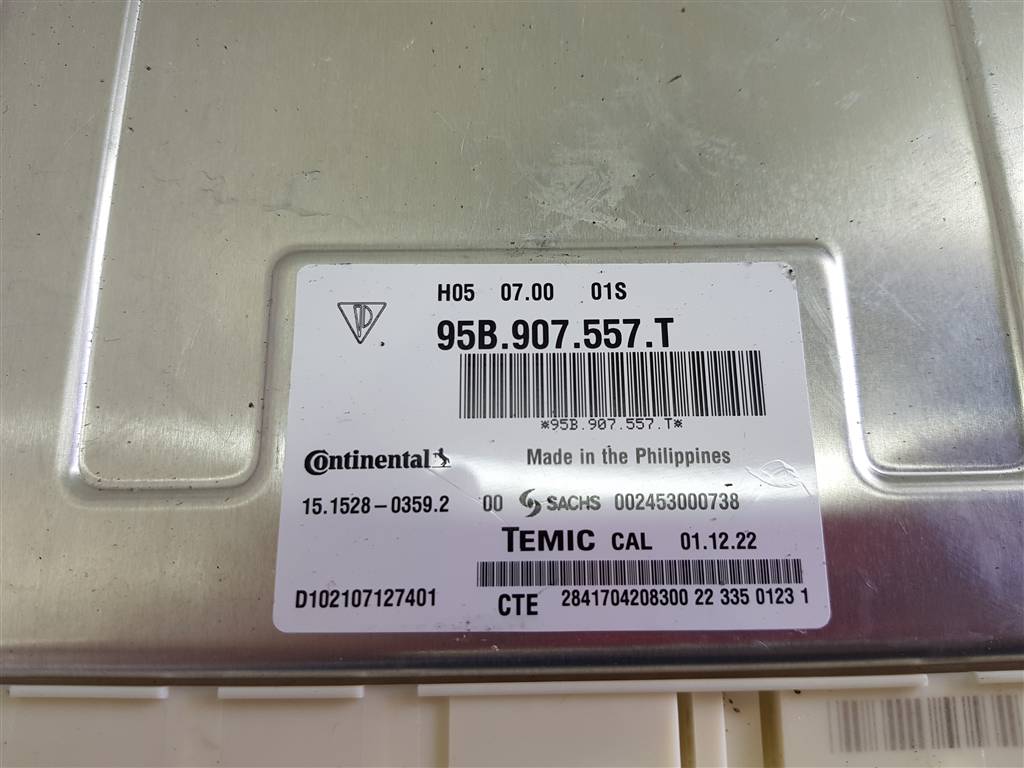 H05 07.00 01S
95B.907.557.T
*95B.907.557.T*
Continental Made in the Philippines
15.1528-0359.2 00 SACHS 002453000738
TEMIC CAL 01.12.22
D102107127401 CTE 2841704208300 22 335 0123 1